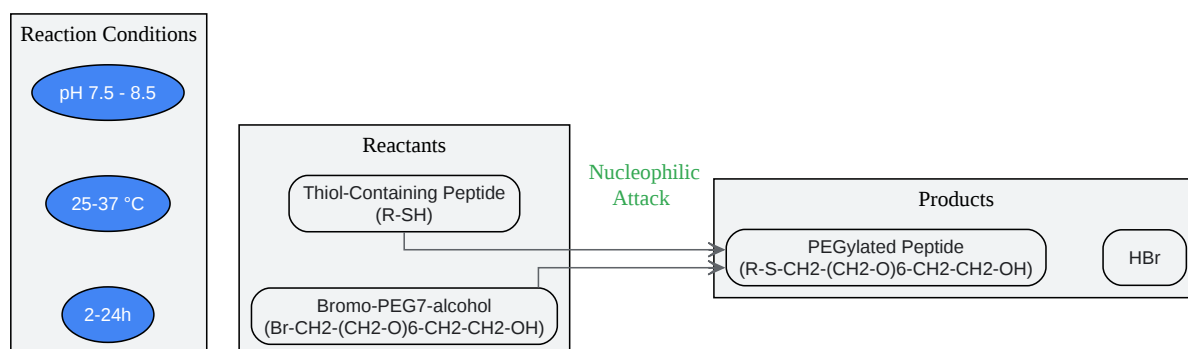 Reaction Conditions
pH 7.5 - 8.5
25-37 °C
2-24h
Reactants
Thiol-Containing Peptide
(R-SH)
Bromo-PEG7-alcohol
(Br-CH2-(CH2-O)6-CH2-CH2-OH)
Nucleophilic
Attack
Products
PEGylated Peptide
(R-S-CH2-(CH2-O)6-CH2-CH2-OH)
HBr